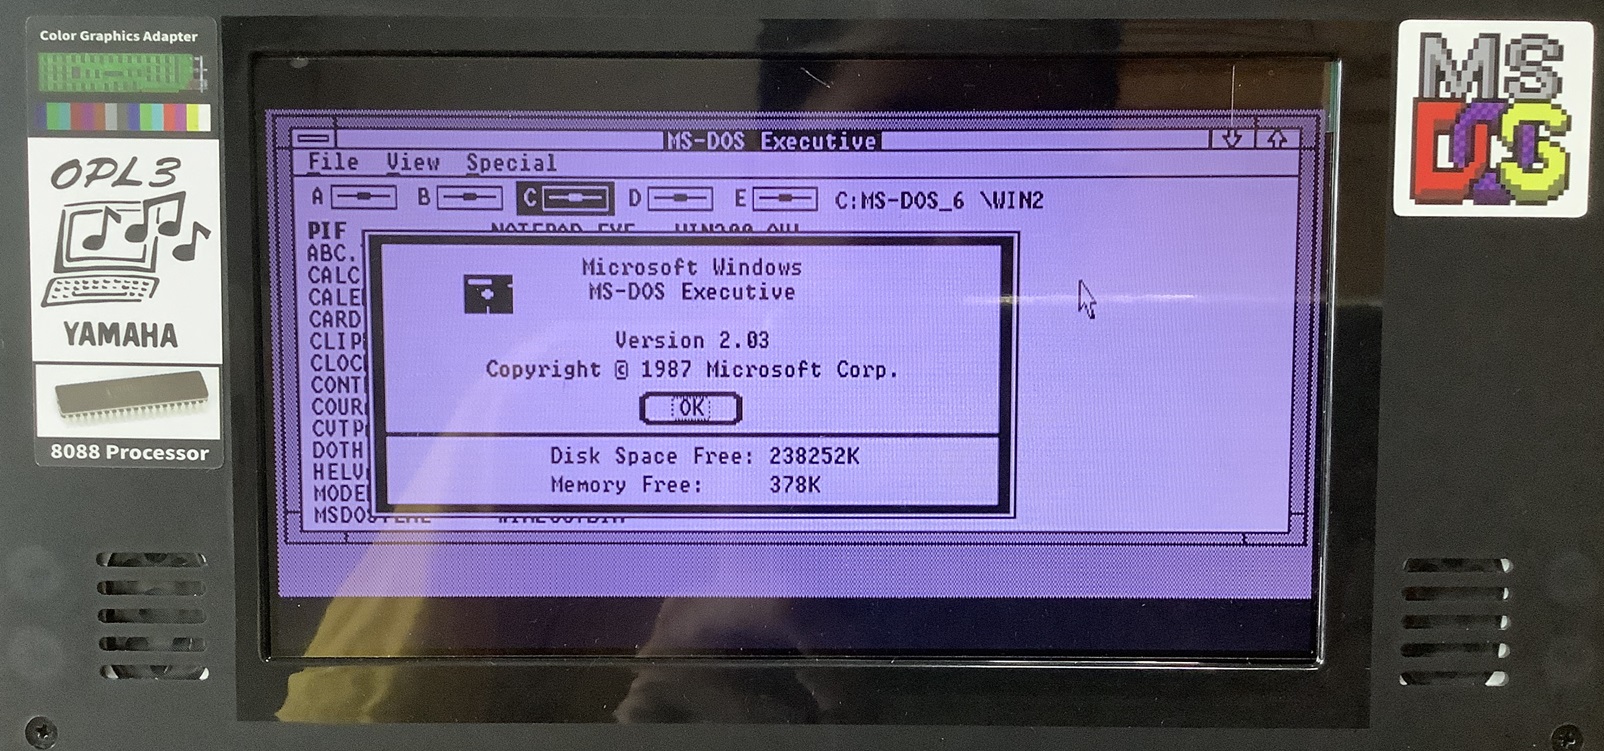 Color Graphics Adapter
OPL3
YAMAHA
8088 Processor
MS
DOS
MS-DOS Executive
File View Special
A B C D E C:MS-DOS_6 \WIN2
PIF NOTEPAD.EXE WIN200.OVL
ABC.
CALC
CALE
CARD
CLIP
CLOC
CONT
COUR
CVTP
DOTH
HELV
MODE
MSDOS
Microsoft Windows
MS-DOS Executive
Version 2.03
Copyright © 1987 Microsoft Corp.
OK
Disk Space Free: 238252K
Memory Free: 378K